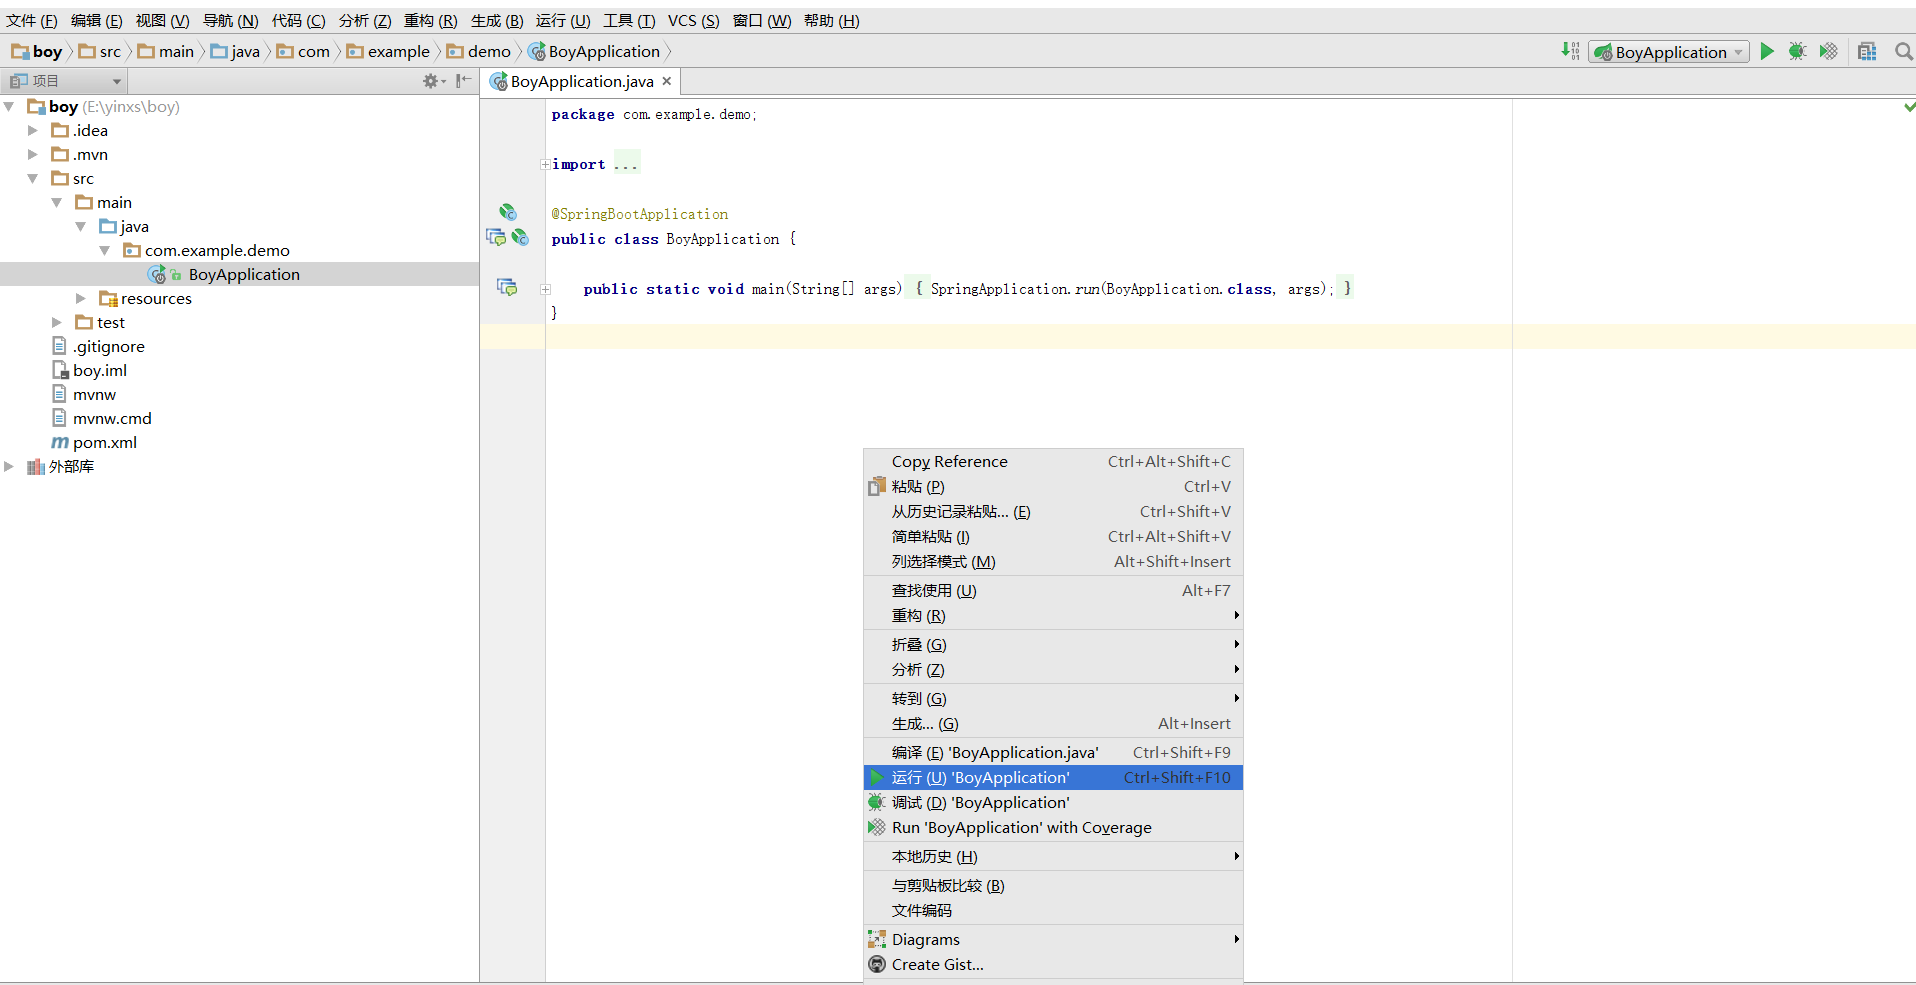 文件 (F) 编辑 (E) 视图 (V) 导航 (N) 代码 (C) 分析 (Z) 重构 (R) 生成 (B) 运行 (U) 工具 (T) VCS (S) 窗口 (W) 帮助 (H)
boy src main java com example demo BoyApplication BoyApplication
项目
BoyApplication.java
boy (E:\yinxs\boy)
.idea
.mvn
src
main
java
com.example.demo
BoyApplication
resources
test
.gitignore
boy.iml
mvnw
mvnw.cmd
pom.xml
外部库
package com.example.demo;
import ...
@SpringBootApplication
public class BoyApplication {
public static void main(String[] args) { SpringApplication.run(BoyApplication.class, args); }
}
Copy Reference Ctrl+Alt+Shift+C
粘贴 (P) Ctrl+V
从历史记录粘贴... (E) Ctrl+Shift+V
简单粘贴 (I) Ctrl+Alt+Shift+V
列选择模式 (M) Alt+Shift+Insert
查找使用 (U) Alt+F7
重构 (R)
折叠 (G)
分析 (Z)
转到 (G)
生成... (G) Alt+Insert
编译 (E) 'BoyApplication.java' Ctrl+Shift+F9
运行 (U) 'BoyApplication' Ctrl+Shift+F10
调试 (D) 'BoyApplication'
Run 'BoyApplication' with Coverage
本地历史 (H)
与剪贴板比较 (B)
文件编码
Diagrams
Create Gist...